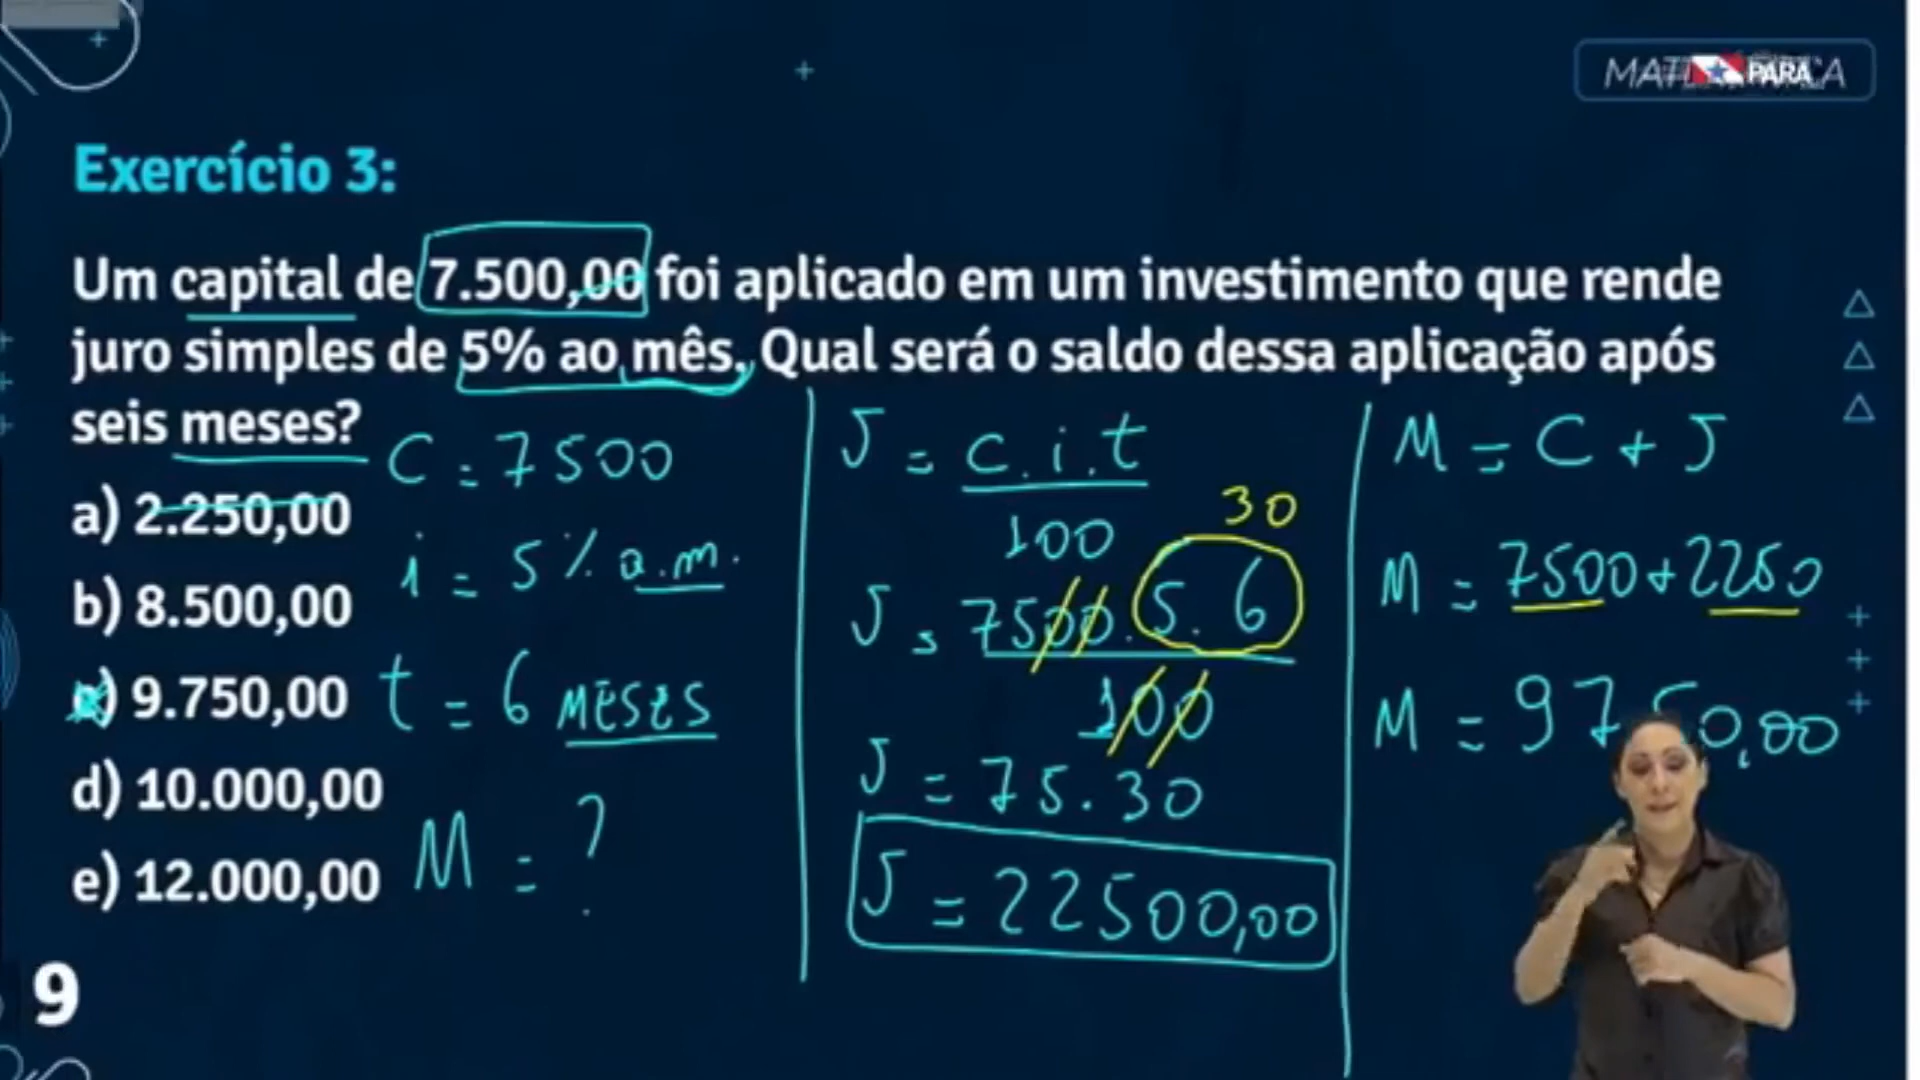 PARÁ
Exercício 3:
Um capital de 7.500,00 foi aplicado em um investimento que rende
juro simples de 5% ao mês. Qual será o saldo dessa aplicação após
seis meses?
a) 2.250,00
b) 8.500,00
c) 9.750,00
d) 10.000,00
e) 12.000,00
C = 7500
i = 5% a.m.
t = 6 MESES
M = ?
J = C.i.t
100
30
J = 7500.5.6
100
J = 75.30
J = 22500,00
M = C + J
M = 7500 + 2250
M = 9750,00
9